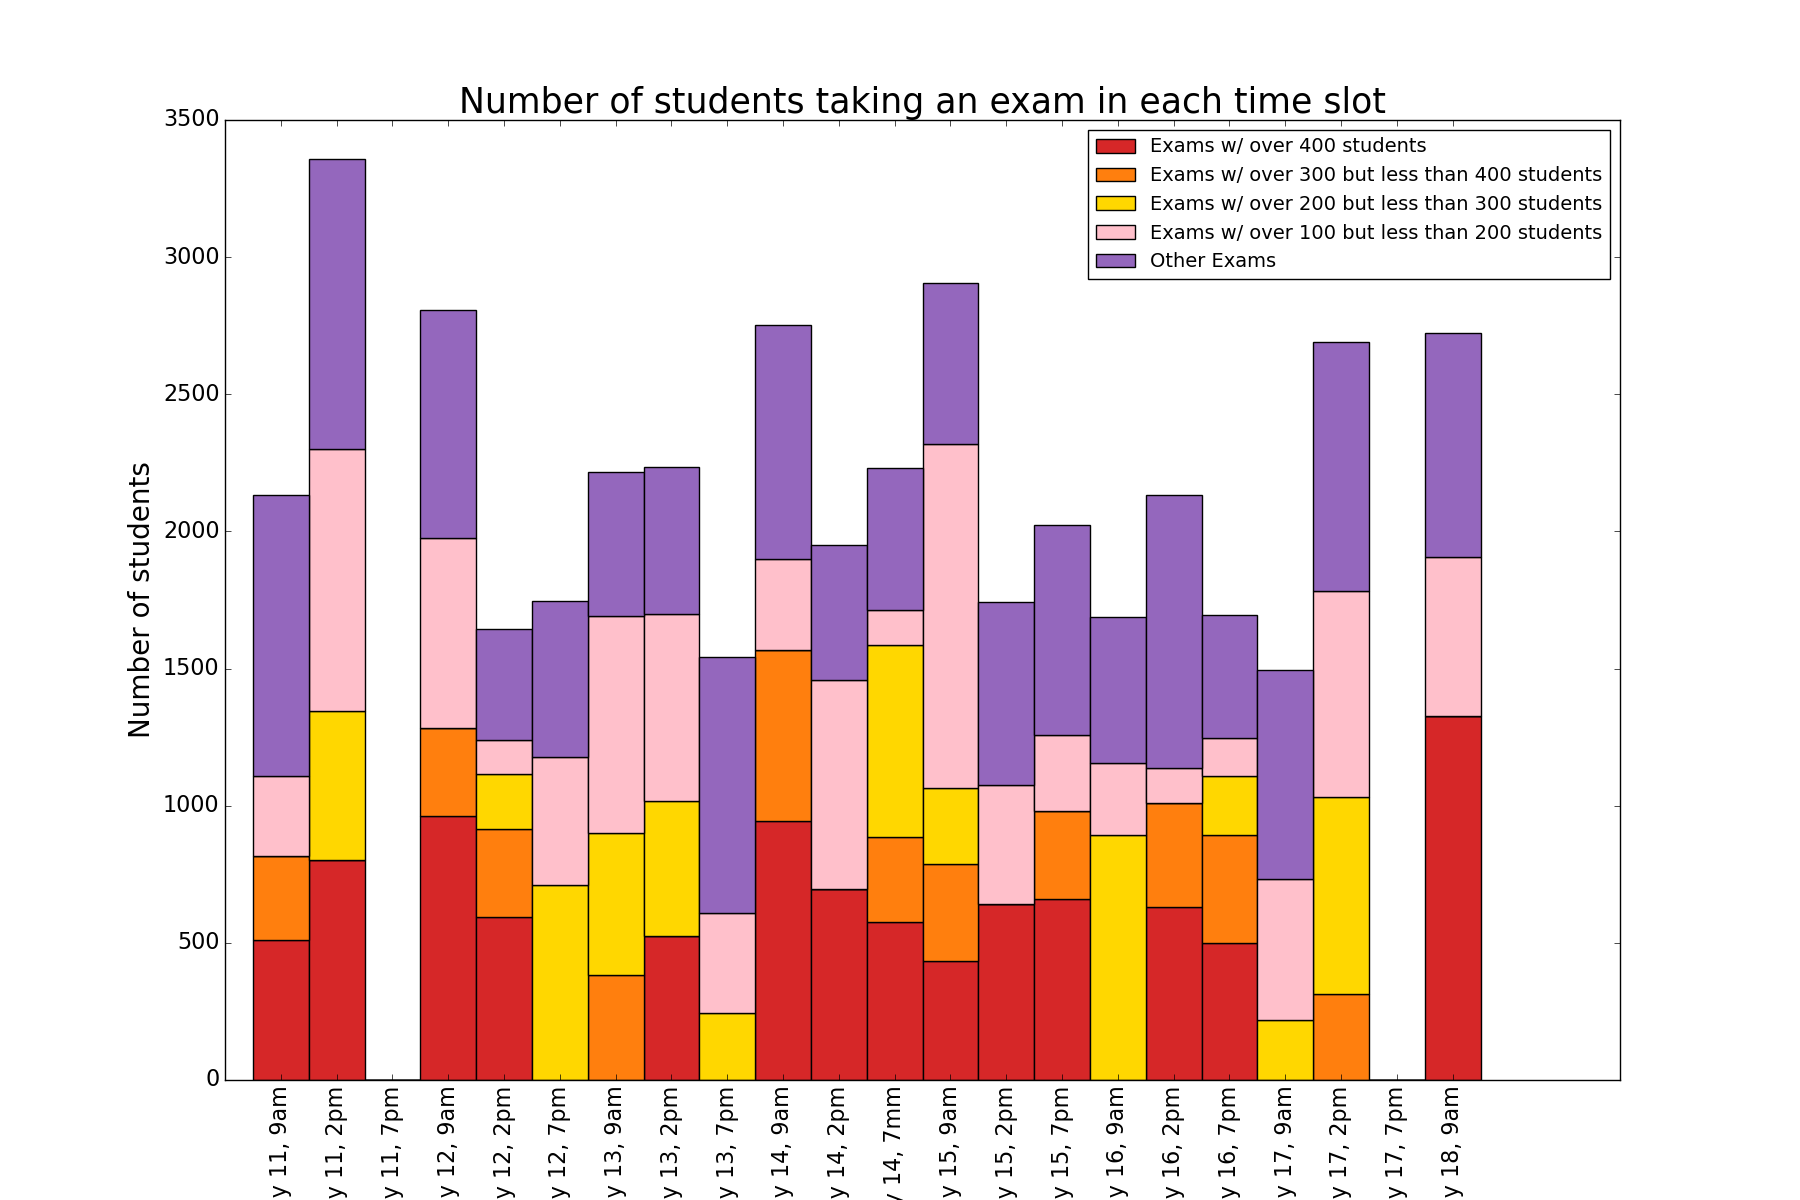 Number of students taking an exam in each time slot
Number of students
3500
3000
2500
2000
1500
1000
500
0
Exams w/ over 400 students
Exams w/ over 300 but less than 400 students
Exams w/ over 200 but less than 300 students
Exams w/ over 100 but less than 200 students
Other Exams
y 11, 9am
y 11, 2pm
y 11, 7pm
y 12, 9am
y 12, 2pm
y 12, 7pm
y 13, 9am
y 13, 2pm
y 13, 7pm
y 14, 9am
y 14, 2pm
y 14, 7mm
y 15, 9am
y 15, 2pm
y 15, 7pm
y 16, 9am
y 16, 2pm
y 16, 7pm
y 17, 9am
y 17, 2pm
y 17, 7pm
y 18, 9am